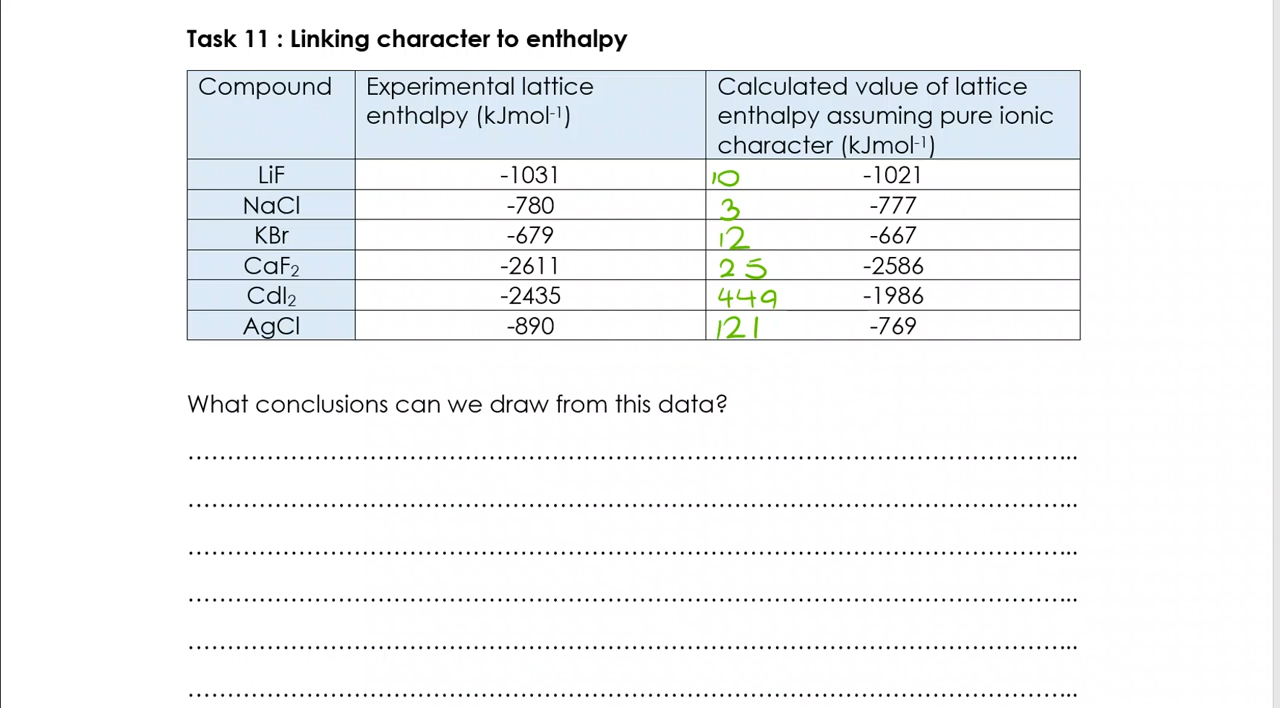 Task 11 : Linking character to enthalpy
Compound Experimental lattice enthalpy (kJmol-1) Calculated value of lattice enthalpy assuming pure ionic character (kJmol-1)
LiF -1031 10 -1021
NaCl -780 3 -777
KBr -679 12 -667
CaF2 -2611 25 -2586
CdI2 -2435 449 -1986
AgCl -890 121 -769
What conclusions can we draw from this data?